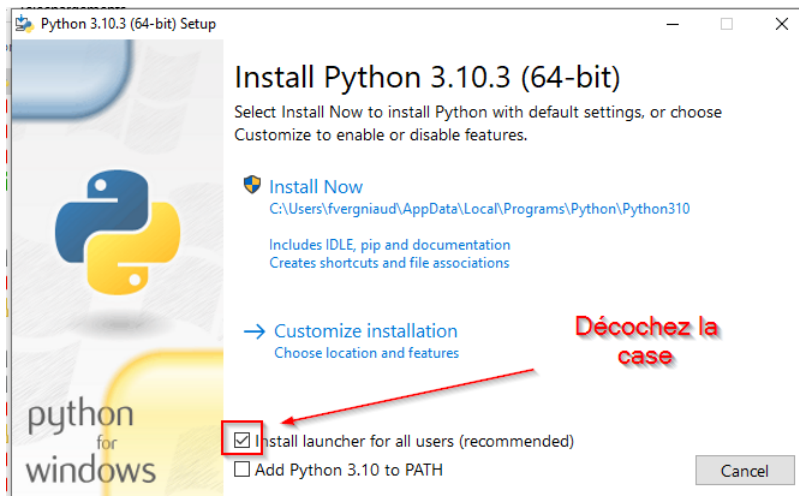 Python 3.10.3 (64-bit) Setup
Install Python 3.10.3 (64-bit)
Select Install Now to install Python with default settings, or choose
Customize to enable or disable features.
Install Now
C:\Users\fvergniaud\AppData\Local\Programs\Python\Python310
Includes IDLE, pip and documentation
Creates shortcuts and file associations
Customize installation
Choose location and features
Décochez la
case
Install launcher for all users (recommended)
Add Python 3.10 to PATH
Cancel
python
for
windows